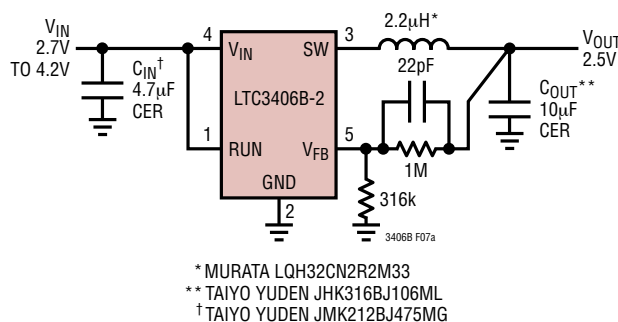 VIN
2.7V
TO 4.2V
CIN†
4.7µF
CER
4
VIN
SW
3
2.2µH*
VOUT
2.5V
LTC3406B-2
22pF
COUT**
10µF
CER
1
RUN
VFB
5
1M
GND
2
316k
3406B F07a
*MURATA LQH32CN2R2M33
**TAIYO YUDEN JHK316BJ106ML
†TAIYO YUDEN JMK212BJ475MG